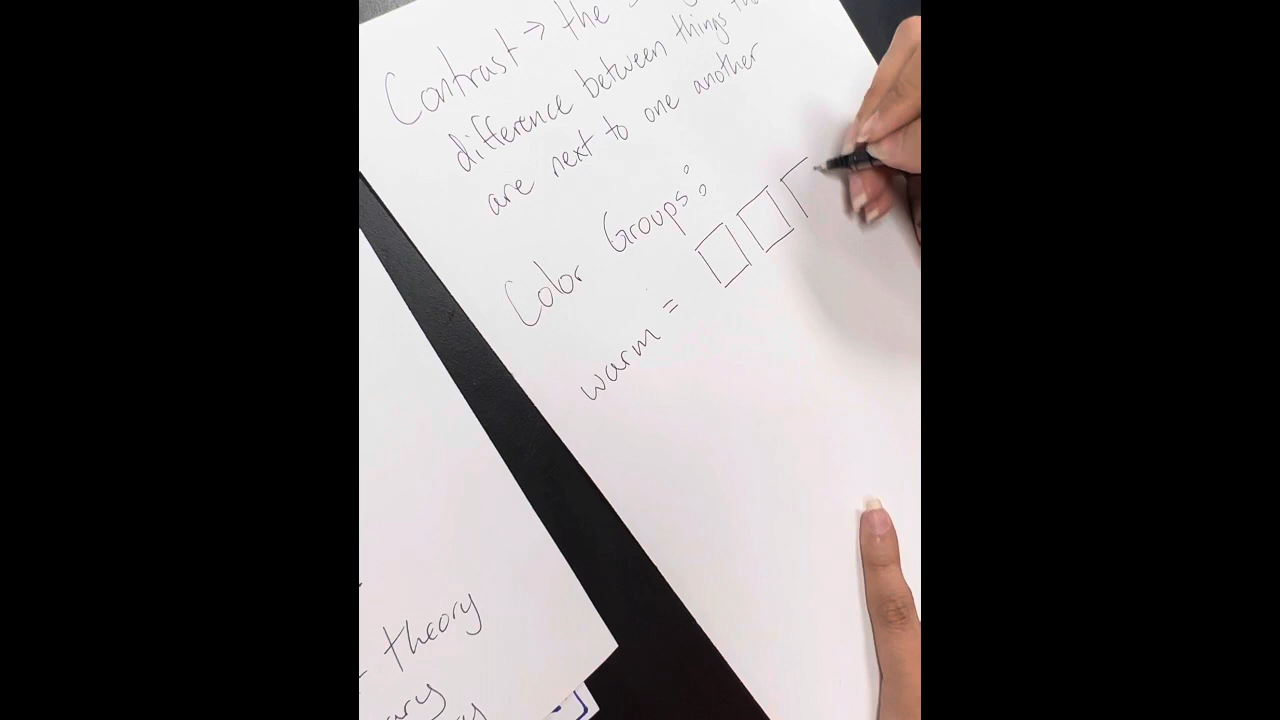 Contrast → the
difference between things
are next to one another
Color Groups:
warm =
theory